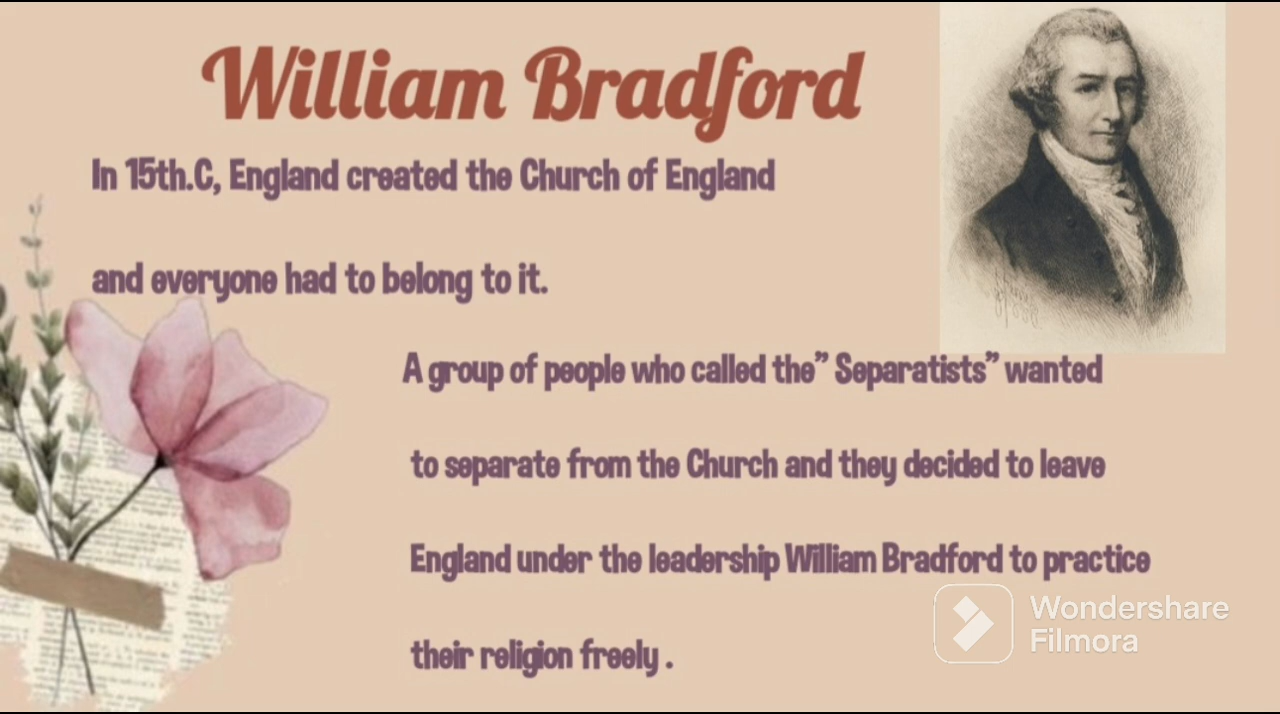 William Bradford
In 15th.C, England created the Church of England
and everyone had to belong to it.
A group of people who called the” Separatists” wanted
to separate from the Church and they decided to leave
England under the leadership William Bradford to practice
their religion freely .
Wondershare
Filmora